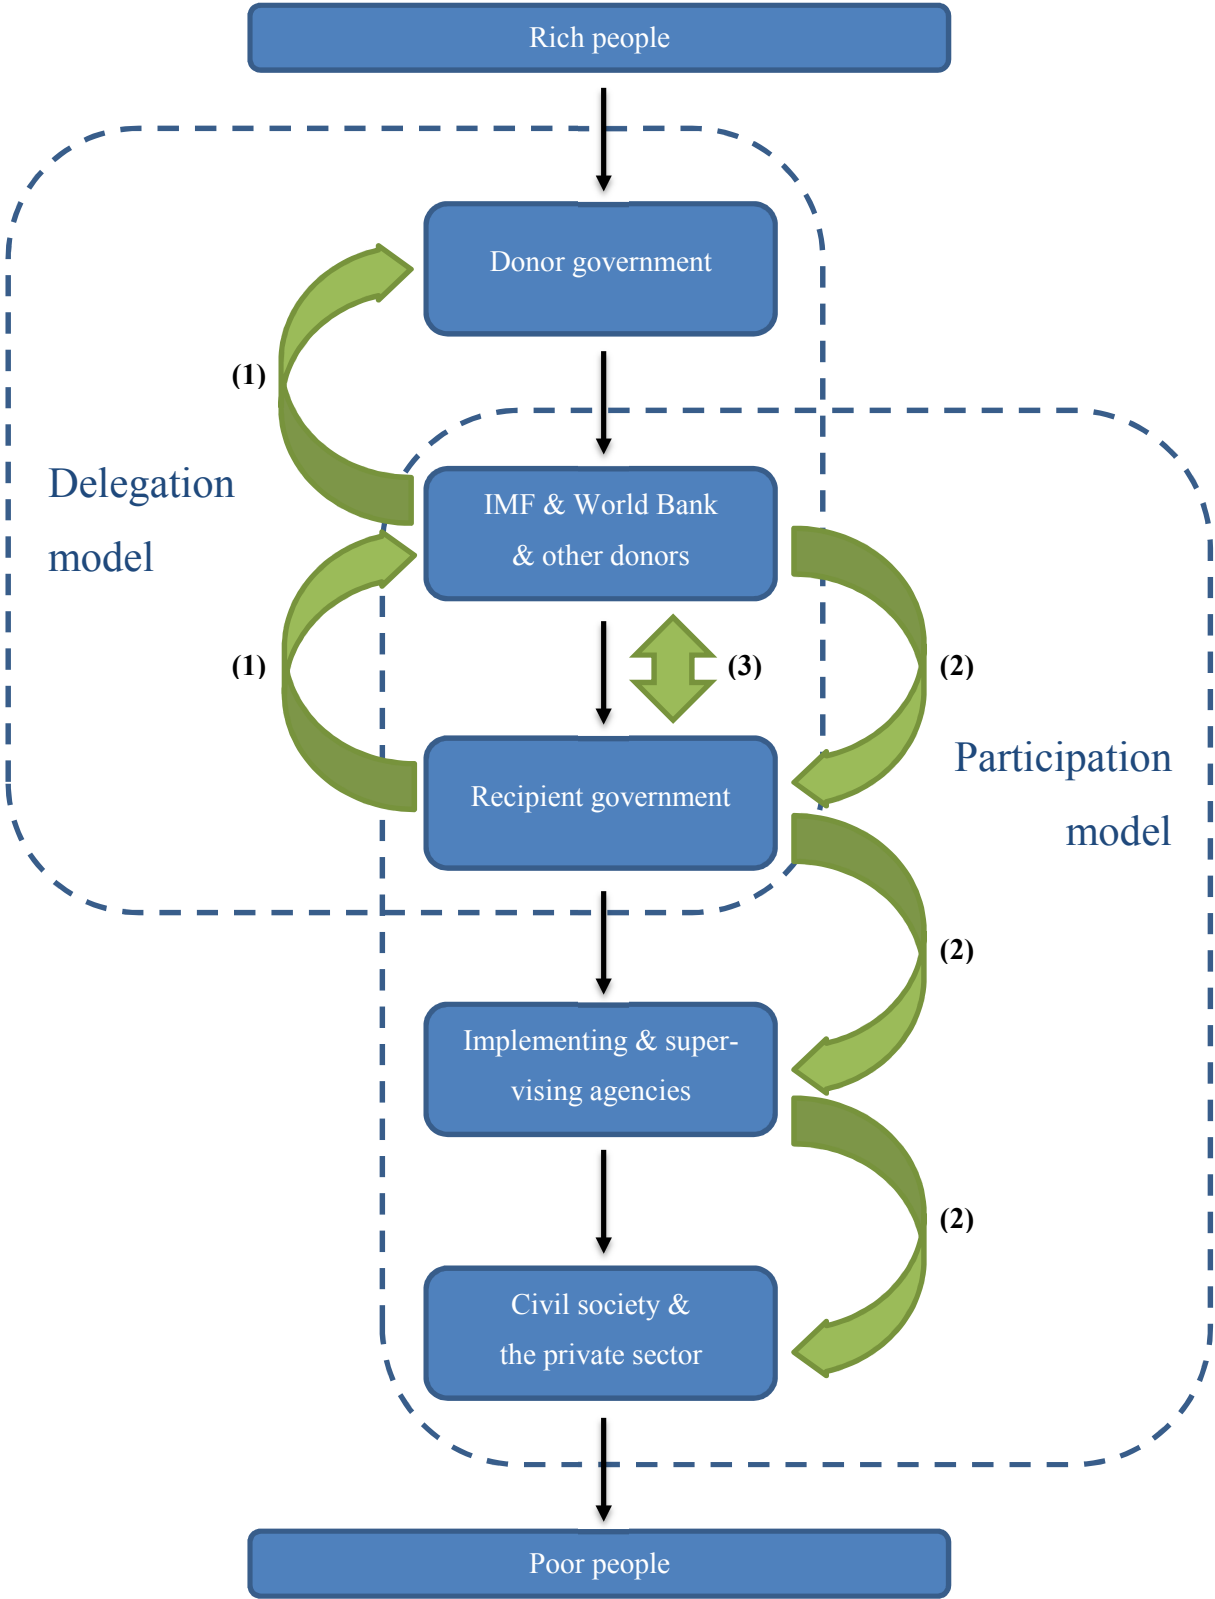 Rich people
Donor government
(1)
Delegation
model
IMF & World Bank
& other donors
(1)
(3)
(2)
Participation
model
Recipient government
(2)
Implementing & super-
vising agencies
(2)
Civil society &
the private sector
Poor people